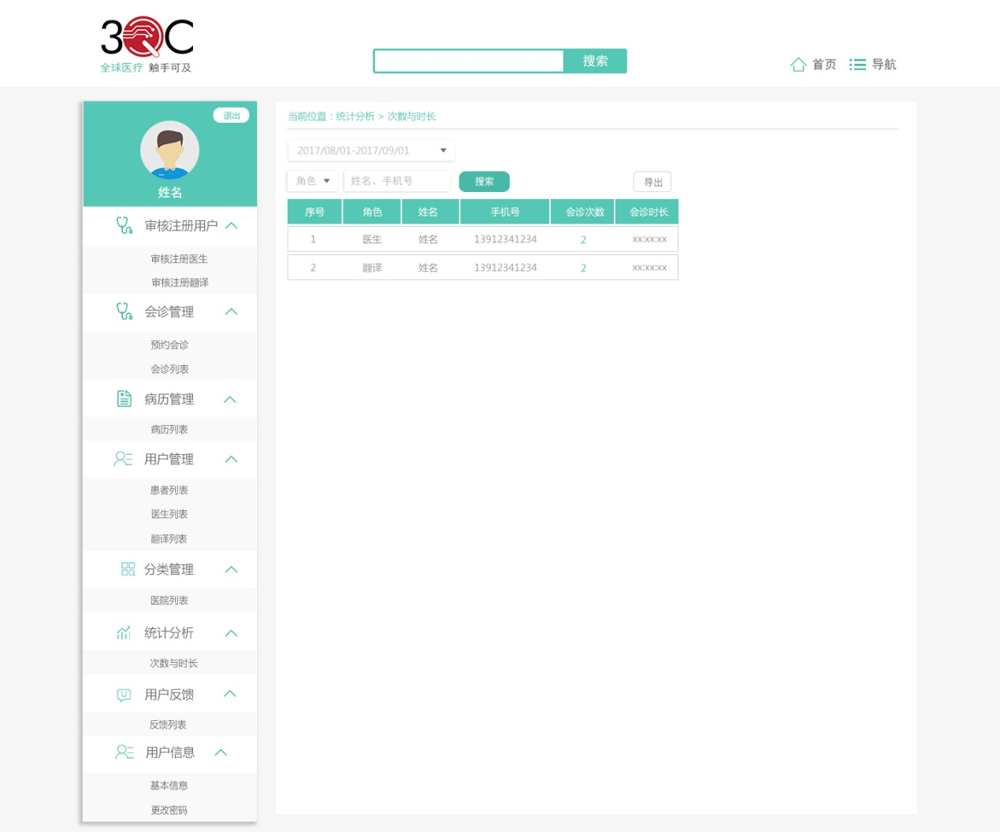 3QC
全球医疗 触手可及
搜索
首页 导航
退出
姓名
审核注册用户
审核注册医生
审核注册翻译
会诊管理
预约会诊
会诊列表
病历管理
病历列表
用户管理
患者列表
医生列表
翻译列表
分类管理
医院列表
统计分析
次数与时长
用户反馈
反馈列表
用户信息
基本信息
更改密码
当前位置：统计分析 > 次数与时长
2017/08/01-2017/09/01
角色 姓名、手机号 搜索 导出
序号 角色 姓名 手机号 会诊次数 会诊时长
1 医生 姓名 13912341234 2 xx:xx:xx
2 翻译 姓名 13912341234 2 xx:xx:xx